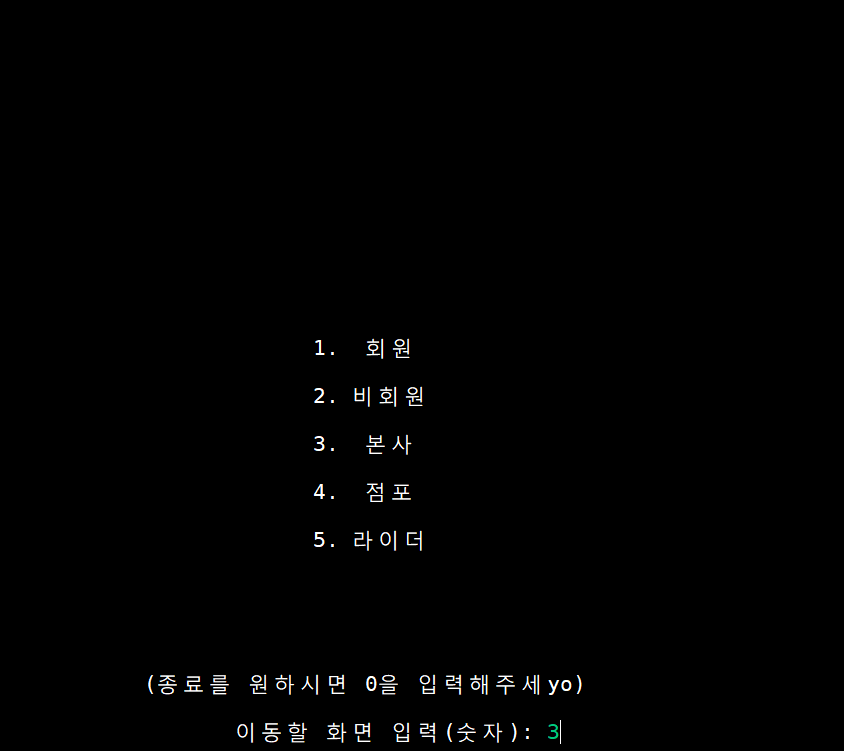 1. 회원
2. 비회원
3. 본사
4. 점포
5. 라이더
(종료를 원하시면 0을 입력해주세yo)
이동할 화면 입력(숫자): 3